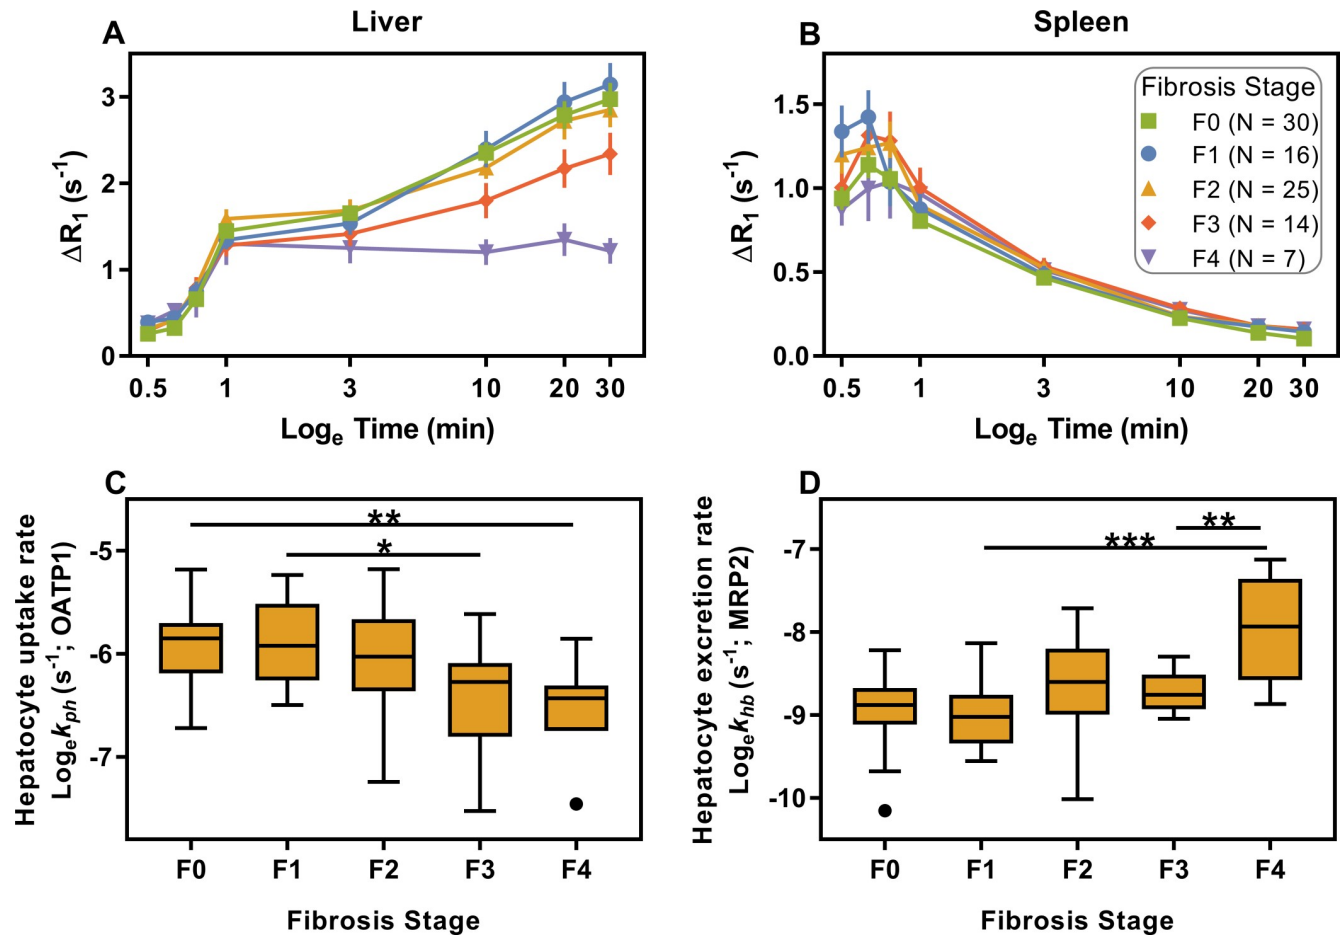 A
Liver
ΔR1 (s-1)
3
2
1
0
0.5 1 3 10 20 30
Loge Time (min)
B
Spleen
ΔR1 (s-1)
1.5
1.0
0.5
0.0
0.5 1 3 10 20 30
Loge Time (min)
Fibrosis Stage
F0 (N = 30)
F1 (N = 16)
F2 (N = 25)
F3 (N = 14)
F4 (N = 7)
C
Hepatocyte uptake rate
Logekph (s-1; OATP1)
-5
-6
-7
**
*
F0 F1 F2 F3 F4
Fibrosis Stage
D
Hepatocyte excretion rate
Logekhb (s-1; MRP2)
-7
-8
-9
-10
**
***
F0 F1 F2 F3 F4
Fibrosis Stage